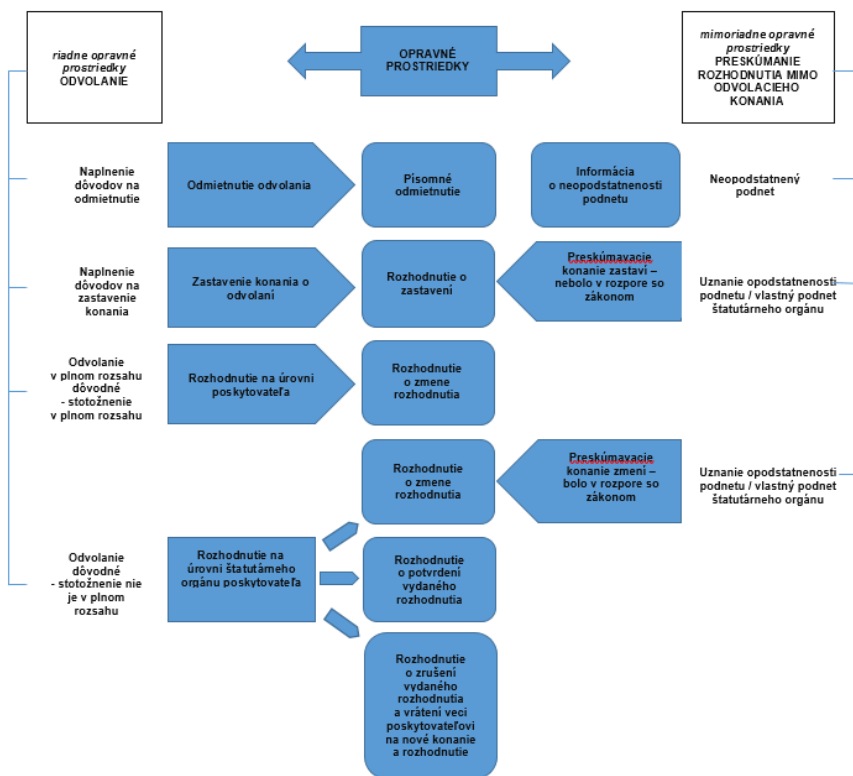 riadne opravné
prostriedky
ODVOLANIE
OPRAVNÉ
PROSTRIEDKY
mimoriadne opravné
prostriedky
PRESKÚMANIE
ROZHODNUTIA MIMO
ODVOLACIEHO
KONANIA
Naplnenie
dôvodov na
odmietnutie
Odmietnutie odvolania
Písomné
odmietnutie
Informácia
o neopodstatnenosti
podnetu
Neopodstatnený
podnet
Naplnenie
dôvodov na
zastavenie
konania
Zastavenie konania o
odvolaní
Rozhodnutie o
zastavení
Preskúmavacie
konanie zastaví –
nebolo v rozpore so
zákonom
Uznanie opodstatnenosti
podnetu / vlastný podnet
štatutárneho orgánu
Odvolanie
v plnom rozsahu
dôvodné
- stotožnenie
v plnom rozsahu
Rozhodnutie na úrovni
poskytovateľa
Rozhodnutie
o zmene
rozhodnutia
Rozhodnutie
o zmene
rozhodnutia
Preskúmavacie
konanie zmení –
bolo v rozpore so
zákonom
Uznanie opodstatnenosti
podnetu / vlastný podnet
štatutárneho orgánu
Odvolanie
dôvodné
- stotožnenie nie
je v plnom
rozsahu
Rozhodnutie na
úrovni štatutárneho
orgánu poskytovateľa
Rozhodnutie
o potvrdení
vydaného
rozhodnutia
Rozhodnutie
o zrušení
vydaného
rozhodnutia
a vrátení veci
poskytovateľovi
na nové konanie
a rozhodnutie